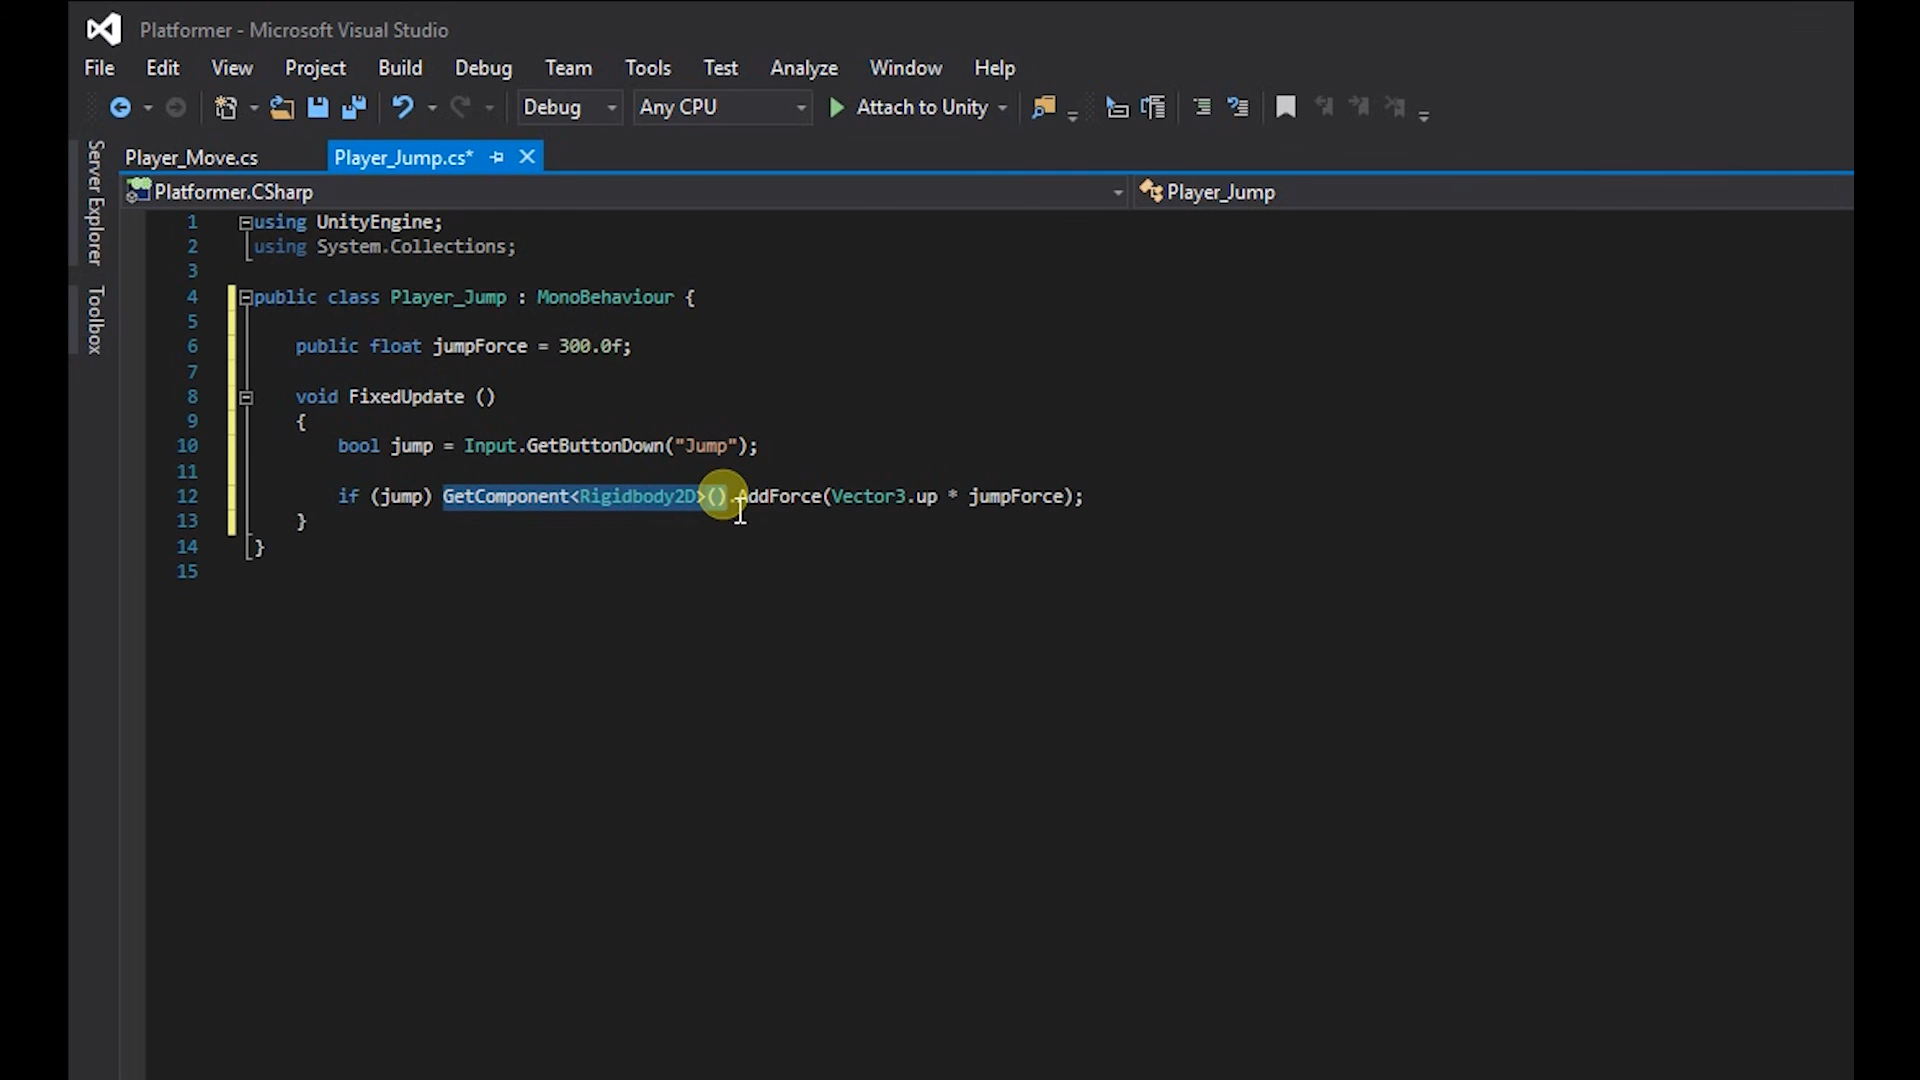 Platformer - Microsoft Visual Studio
File Edit View Project Build Debug Team Tools Test Analyze Window Help
Debug Any CPU Attach to Unity
Server Explorer
Toolbox
Player_Move.cs Player_Jump.cs*
Platformer.CSharp Player_Jump
1 using UnityEngine;
2 using System.Collections;
3
4 public class Player_Jump : MonoBehaviour {
5
6 public float jumpForce = 300.0f;
7
8 void FixedUpdate ()
9 {
10 bool jump = Input.GetButtonDown("Jump");
11
12 if (jump) GetComponent<Rigidbody2D>().AddForce(Vector3.up * jumpForce);
13 }
14 }
15